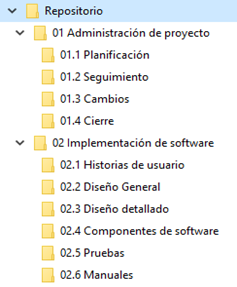 Repositorio
01 Administración de proyecto
01.1 Planificación
01.2 Seguimiento
01.3 Cambios
01.4 Cierre
02 Implementación de software
02.1 Historias de usuario
02.2 Diseño General
02.3 Diseño detallado
02.4 Componentes de software
02.5 Pruebas
02.6 Manuales